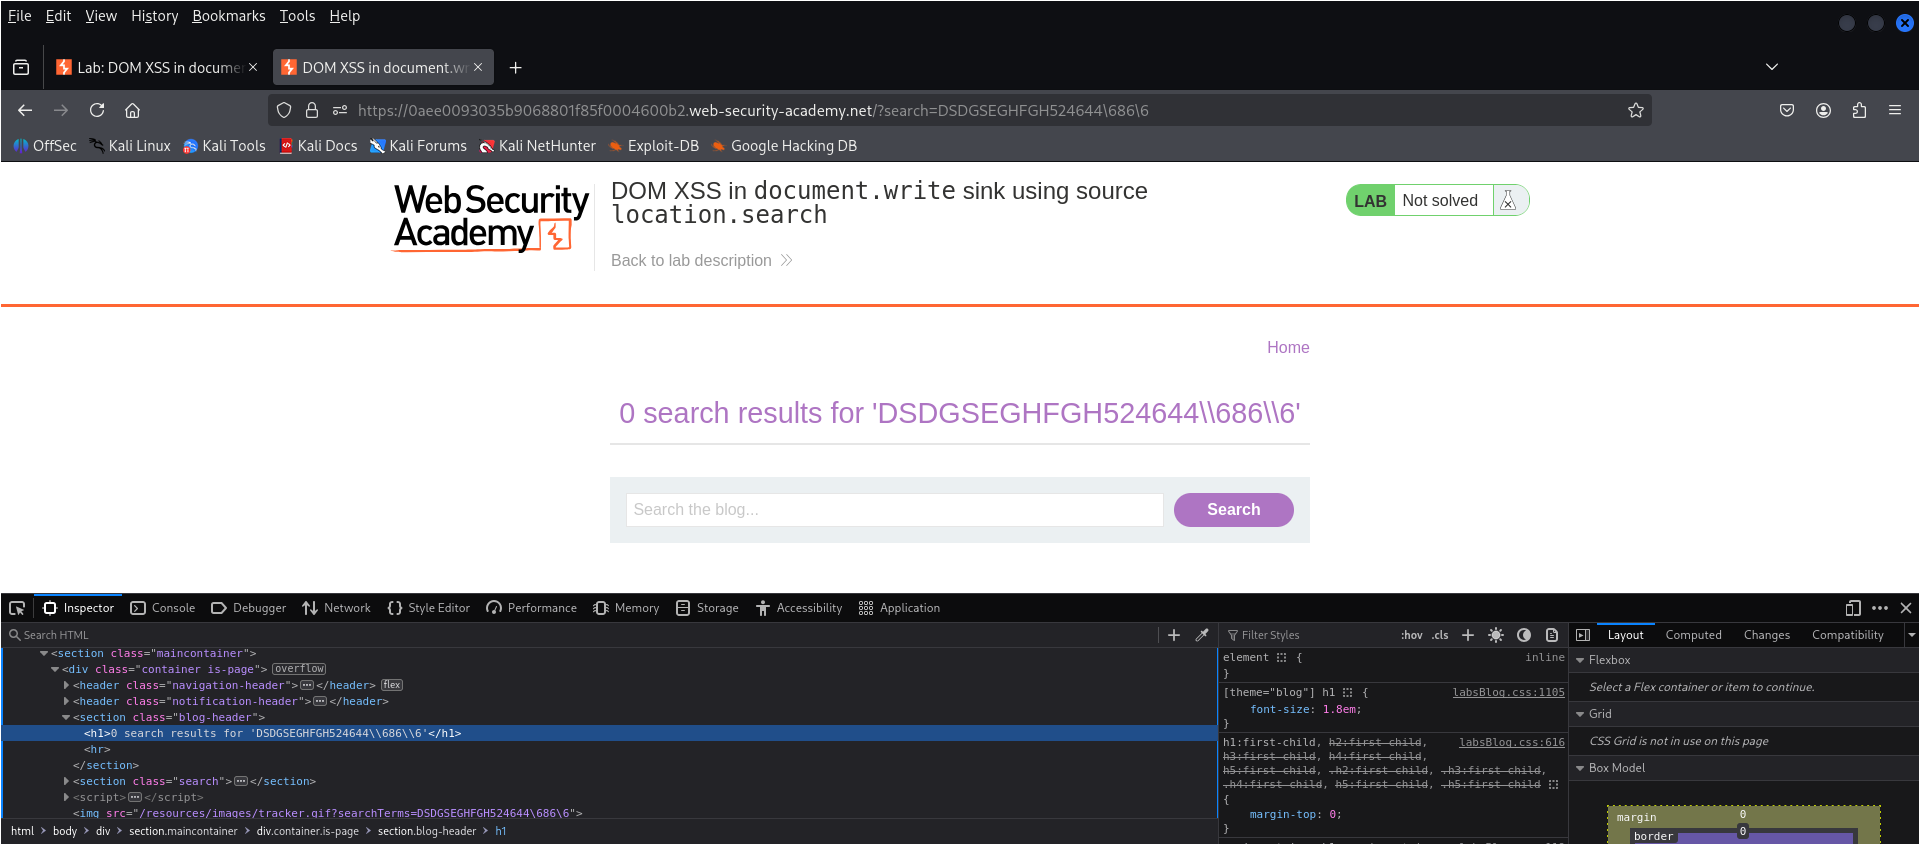 File Edit View History Bookmarks Tools Help
Lab: DOM XSS in docume
DOM XSS in document.wr
https://0aee0093035b9068801f85f0004600b2.web-security-academy.net/?search=DSDGSEGHFGH524644\686\6
OffSec Kali Linux Kali Tools Kali Docs Kali Forums Kali NetHunter Exploit-DB Google Hacking DB
Web Security
Academy
DOM XSS in document.write sink using source
location.search
Back to lab description
LAB Not solved
Home
0 search results for 'DSDGSEGHFGH524644\\686\\6'
Search the blog...
Search
Inspector Console Debugger Network Style Editor Performance Memory Storage Accessibility Application
Search HTML
<section class="maincontainer">
<div class="container is-page"> overflow
<header class="navigation-header"></header> flex
<header class="notification-header"></header>
<section class="blog-header">
<h1>0 search results for 'DSDGSEGHFGH524644\\686\\6'</h1>
<hr>
</section>
<section class="search"></section>
<script></script>
<img src="/resources/images/tracker.gif?searchTerms=DSDGSEGHFGH524644\686\6">
html body div section.maincontainer div.container.is-page section.blog-header h1
Filter Styles :hov .cls
element { inline
}
[theme="blog"] h1 { labsBlog.css:1105
font-size: 1.8em;
}
h1:first-child, h2:first-child, labsBlog.css:616
h3:first-child, h4:first-child,
h5:first-child, .h2:first-child, .h3:first-child,
.h4:first-child, h5:first-child, .h5:first-child
{
margin-top: 0;
}
Layout Computed Changes Compatibility
Flexbox
Select a Flex container or item to continue.
Grid
CSS Grid is not in use on this page
Box Model
margin 0
border 0